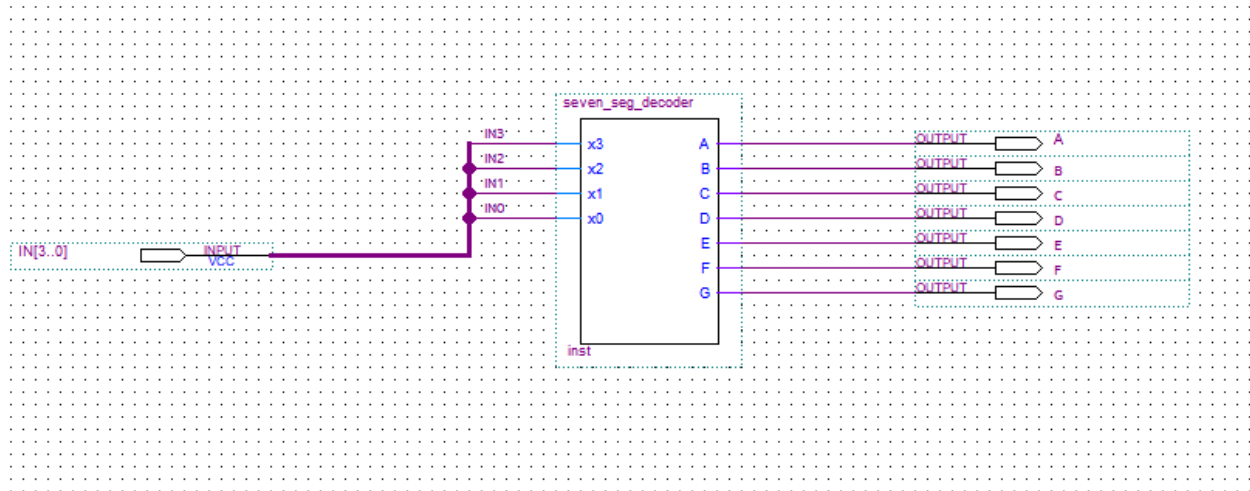 seven_seg_decoder
IN3 x3 A OUTPUT A
IN2 x2 B OUTPUT B
IN1 x1 C OUTPUT C
IN0 x0 D OUTPUT D
IN[3..0] INPUT VCC E OUTPUT E
F OUTPUT F
G OUTPUT G
inst